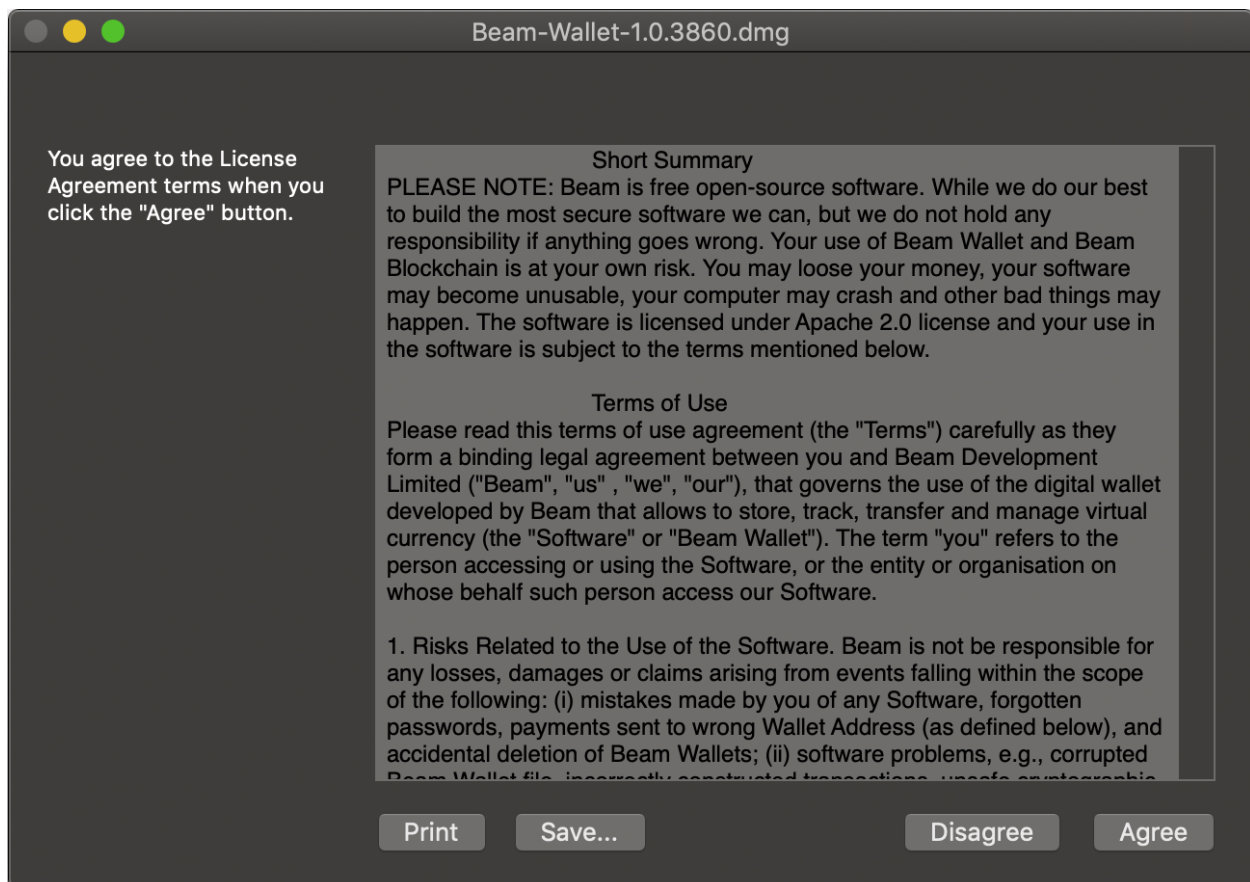 Beam-Wallet-1.0.3860.dmg
You agree to the License
Agreement terms when you
click the "Agree" button.
Short Summary
PLEASE NOTE: Beam is free open-source software. While we do our best
to build the most secure software we can, but we do not hold any
responsibility if anything goes wrong. Your use of Beam Wallet and Beam
Blockchain is at your own risk. You may loose your money, your software
may become unusable, your computer may crash and other bad things may
happen. The software is licensed under Apache 2.0 license and your use in
the software is subject to the terms mentioned below.
Terms of Use
Please read this terms of use agreement (the "Terms") carefully as they
form a binding legal agreement between you and Beam Development
Limited ("Beam", "us" , "we", "our"), that governs the use of the digital wallet
developed by Beam that allows to store, track, transfer and manage virtual
currency (the "Software" or "Beam Wallet"). The term "you" refers to the
person accessing or using the Software, or the entity or organisation on
whose behalf such person access our Software.
1. Risks Related to the Use of the Software. Beam is not be responsible for
any losses, damages or claims arising from events falling within the scope
of the following: (i) mistakes made by you of any Software, forgotten
passwords, payments sent to wrong Wallet Address (as defined below), and
accidental deletion of Beam Wallets; (ii) software problems, e.g., corrupted
Beam Wallet file, incorrectly constructed transactions, unsafe cryptographic
Print
Save...
Disagree
Agree